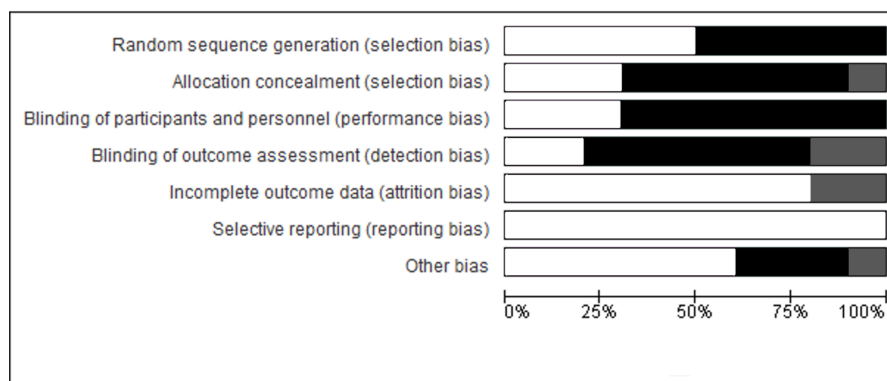 Random sequence generation (selection bias)
Allocation concealment (selection bias)
Blinding of participants and personnel (performance bias)
Blinding of outcome assessment (detection bias)
Incomplete outcome data (attrition bias)
Selective reporting (reporting bias)
Other bias
0% 25% 50% 75% 100%